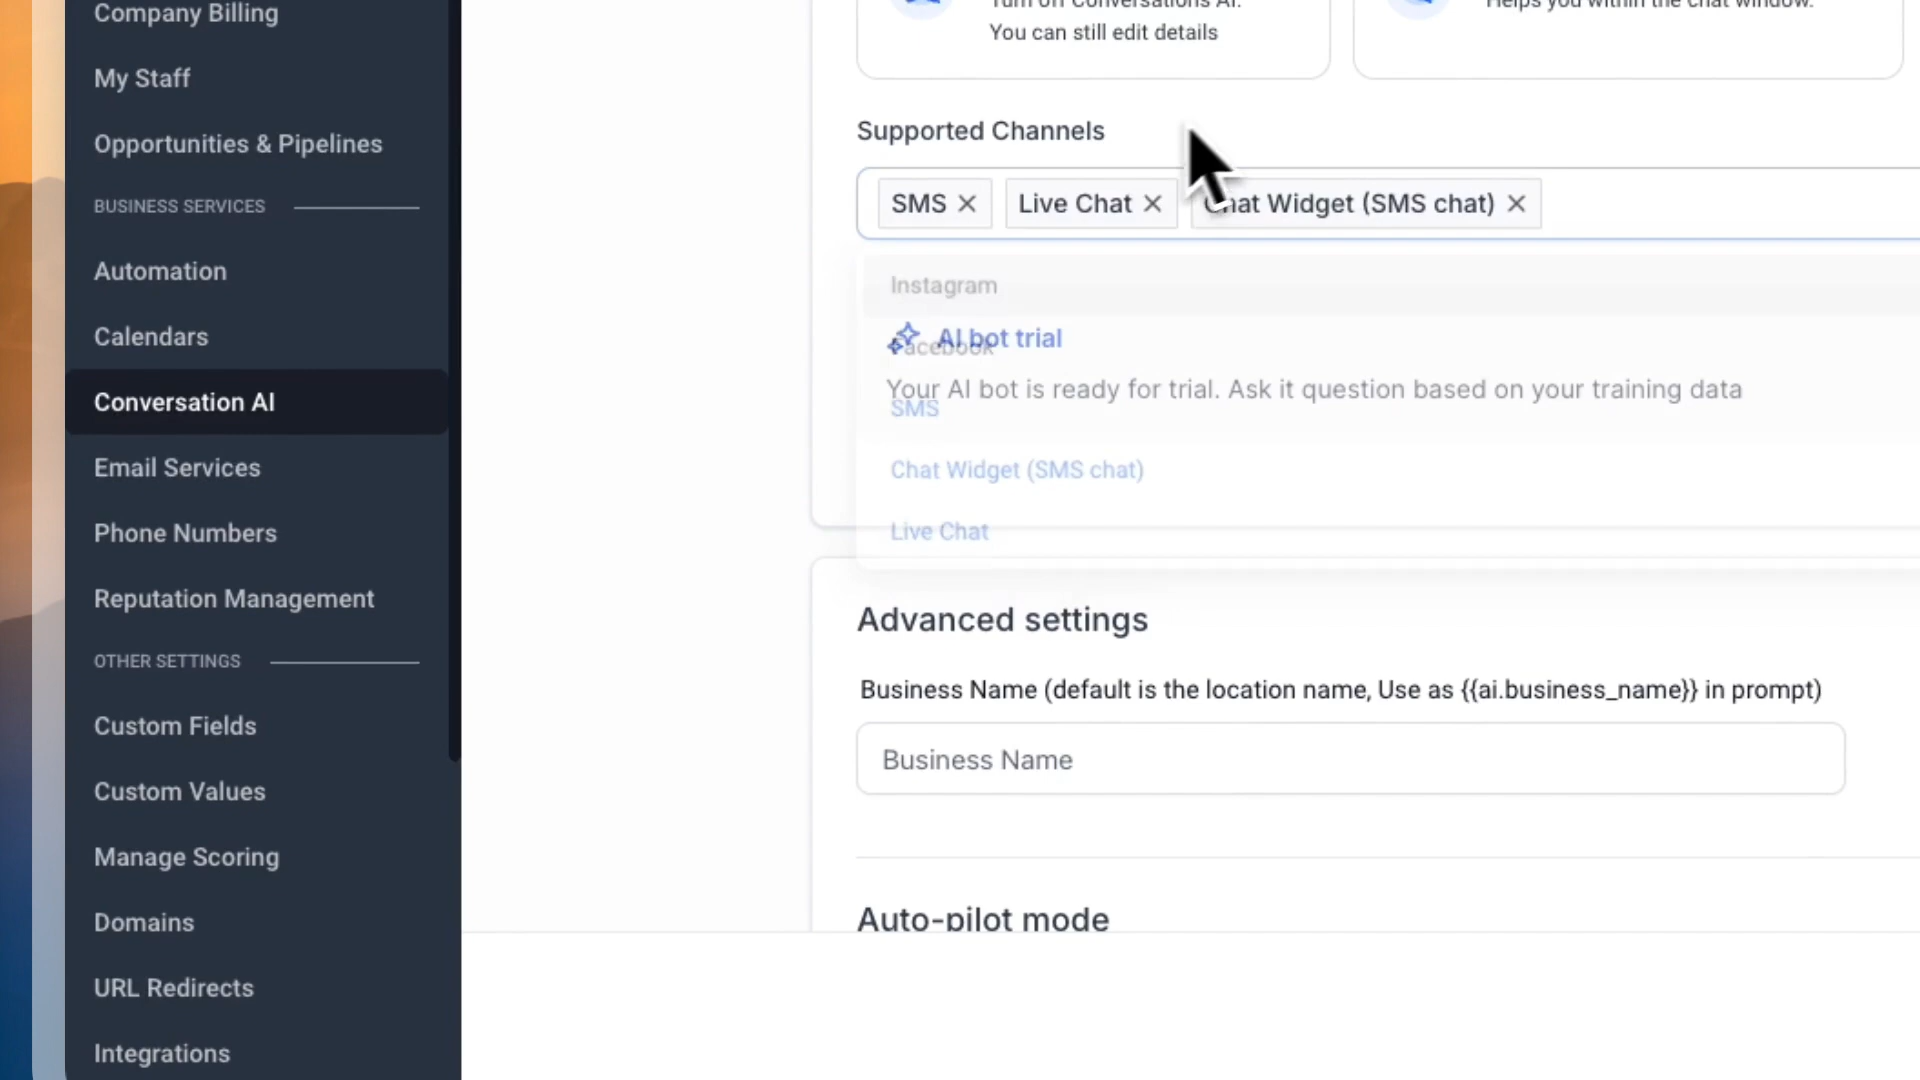 Company Billing
My Staff
Opportunities & Pipelines
BUSINESS SERVICES
Automation
Calendars
Conversation AI
Email Services
Phone Numbers
Reputation Management
OTHER SETTINGS
Custom Fields
Custom Values
Manage Scoring
Domains
URL Redirects
Integrations
Turn off Conversations AI.
You can still edit details
Helps you within the chat window.
Supported Channels
SMS
Live Chat
Chat Widget (SMS chat)
Instagram
AI bot trial
Facebook
Your AI bot is ready for trial. Ask it question based on your training data
SMS
Chat Widget (SMS chat)
Live Chat
Advanced settings
Business Name (default is the location name, Use as {{ai.business_name}} in prompt)
Business Name
Auto-pilot mode